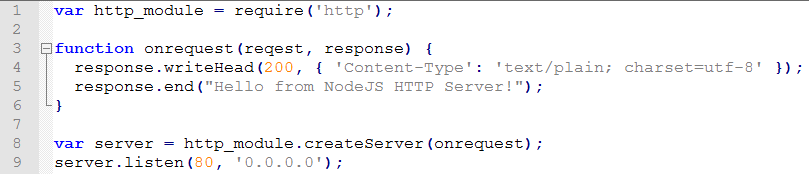 1 var http_module = require('http');
2
3 function onrequest(reqest, response) {
4 response.writeHead(200, { 'Content-Type': 'text/plain; charset=utf-8' });
5 response.end("Hello from NodeJS HTTP Server!");
6 }
7
8 var server = http_module.createServer(onrequest);
9 server.listen(80, '0.0.0.0');